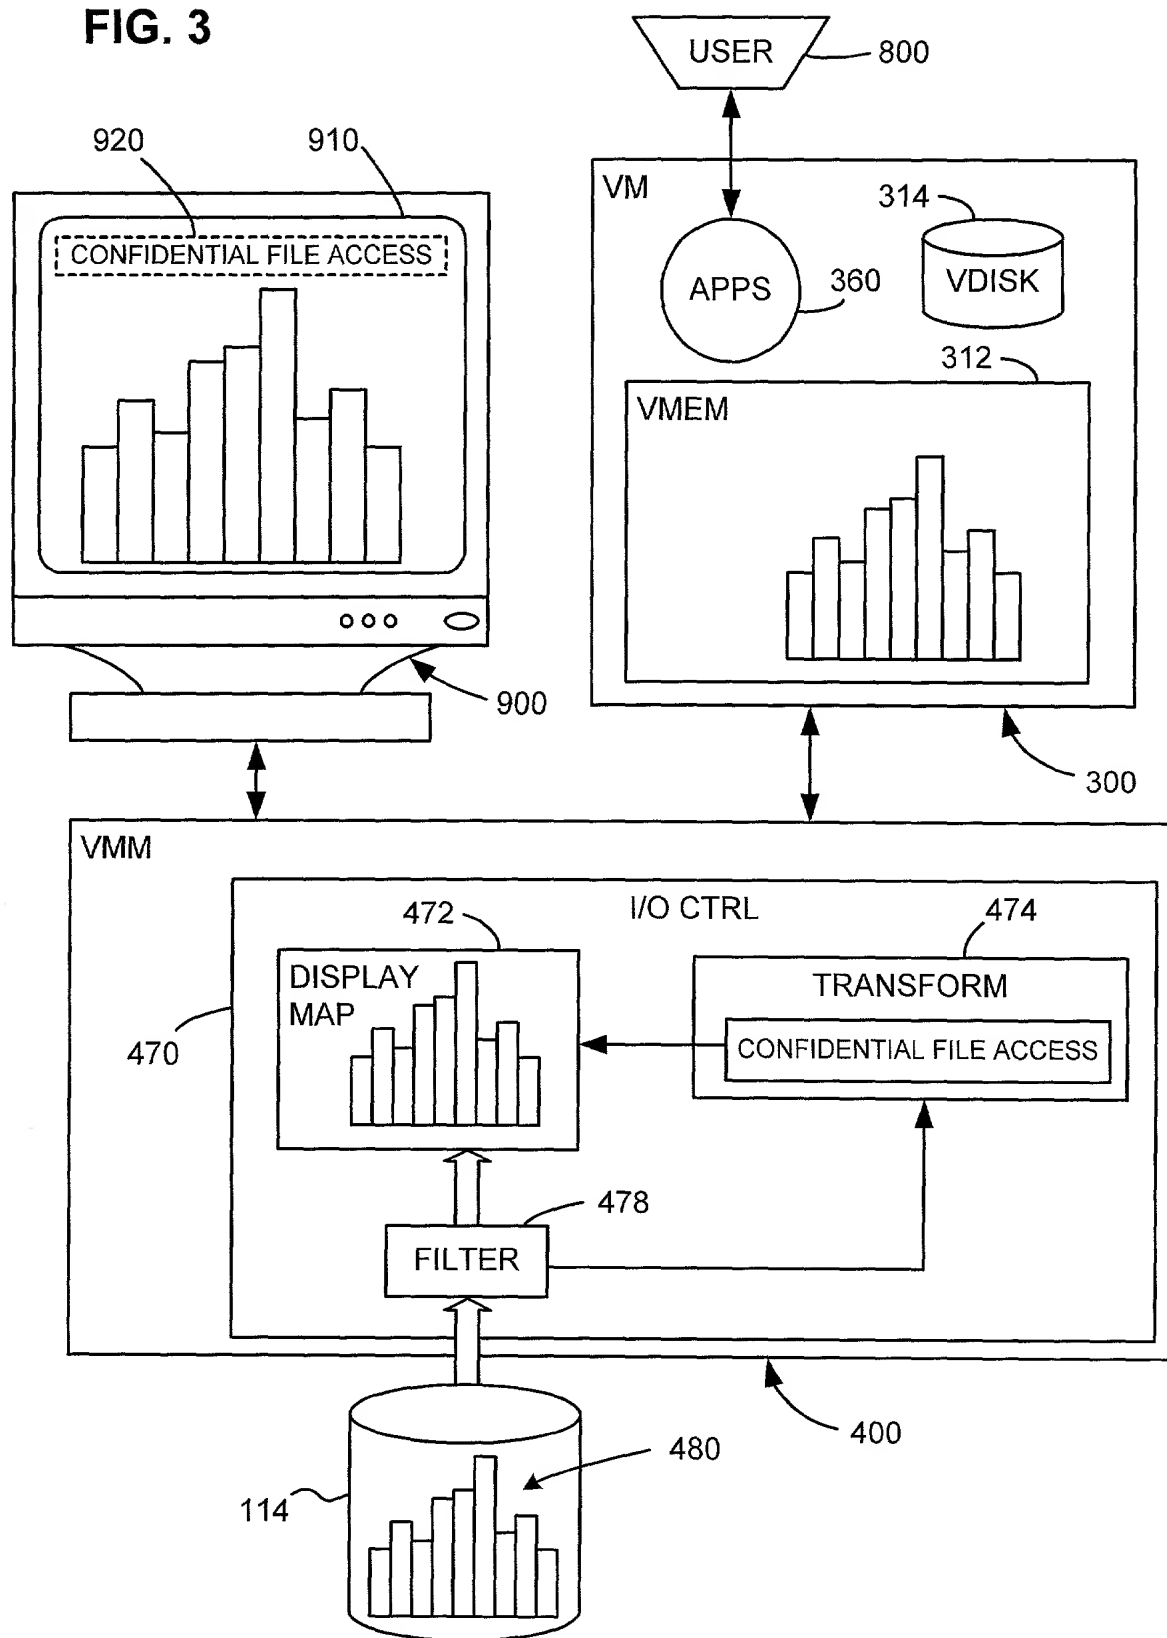 FIG. 3
USER
800
920
910
CONFIDENTIAL FILE ACCESS
VM
314
VDISK
APPS
360
312
VMEM
900
300
VMM
I/O CTRL
472
474
DISPLAY
MAP
TRANSFORM
CONFIDENTIAL FILE ACCESS
470
478
FILTER
400
480
114